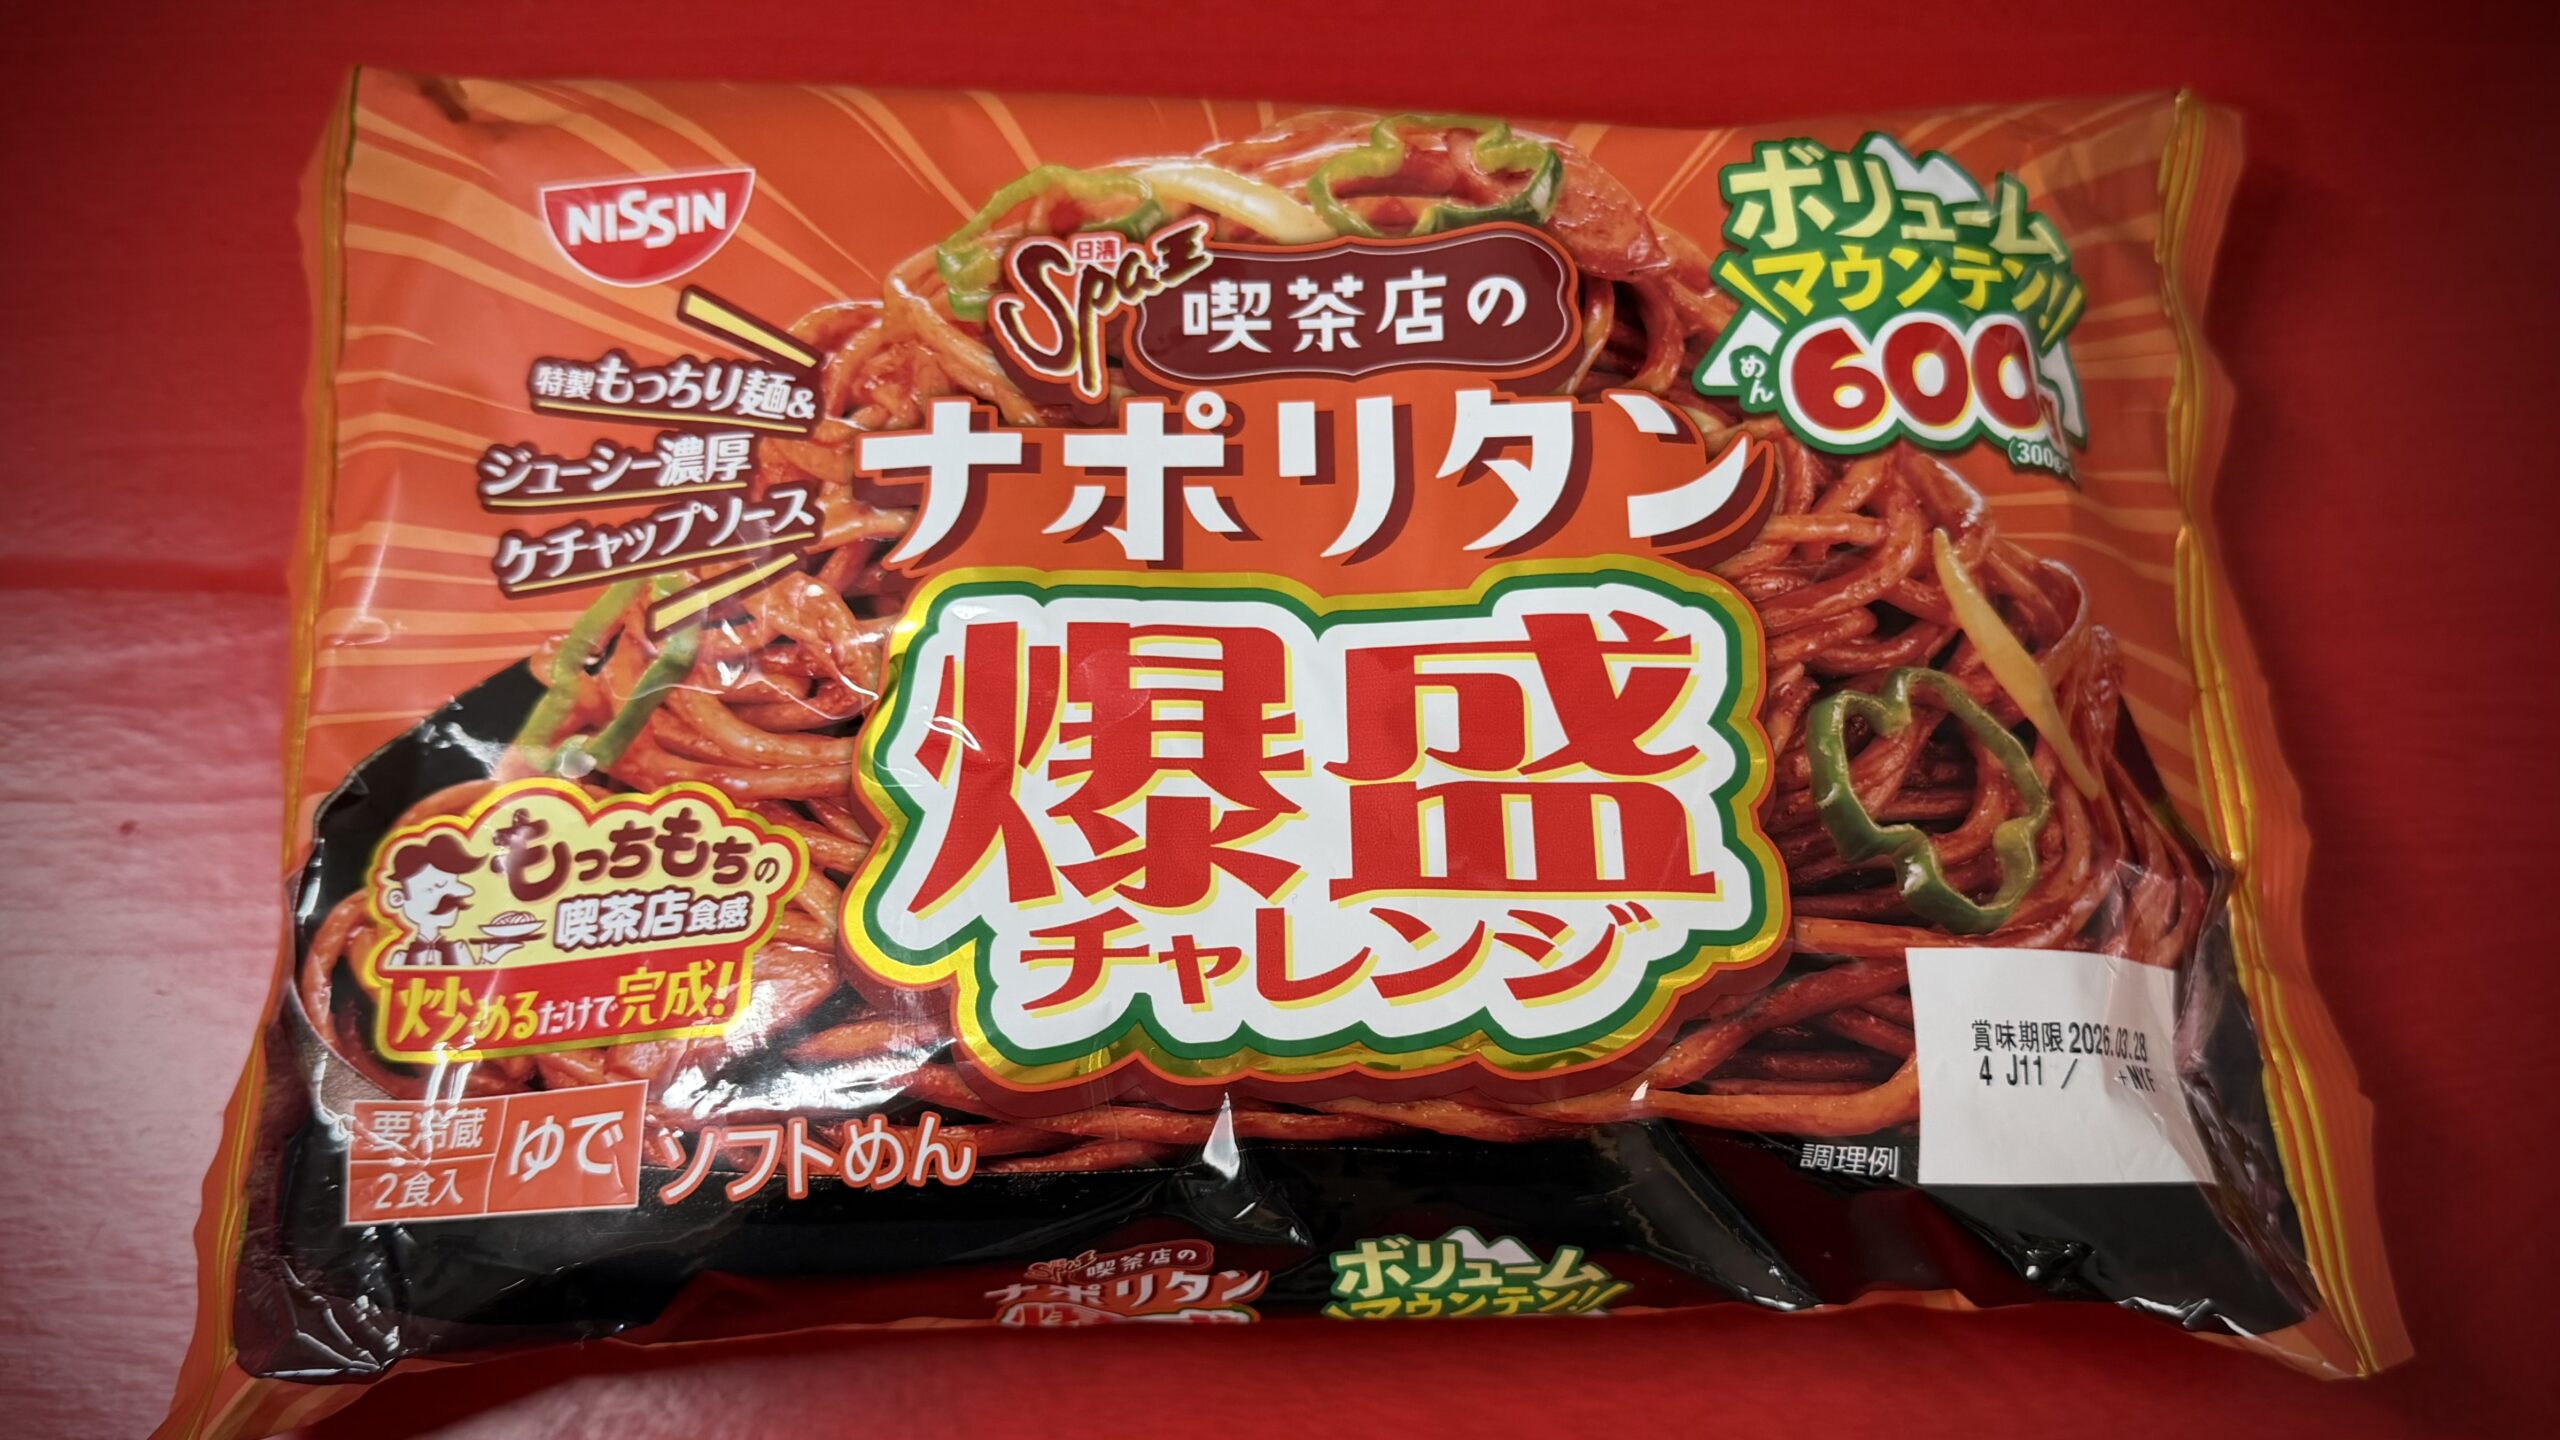 NISSIN
特製もっちり麺&
ジューシー濃厚
ケチャップソース
日清
Spa王
喫茶店の
ナポリタン
爆盛
チャレンジ
ボリューム
マウンテン!
めん
600g
もっちもちの
喫茶店食感
炒めるだけで完成!
要冷蔵
2食入
ゆで
ソフトめん
賞味期限 2026.03.28
4 J11 / +NYF
調理例
Spa王
喫茶店の
ナポリタン
ボリューム
マウンテン!